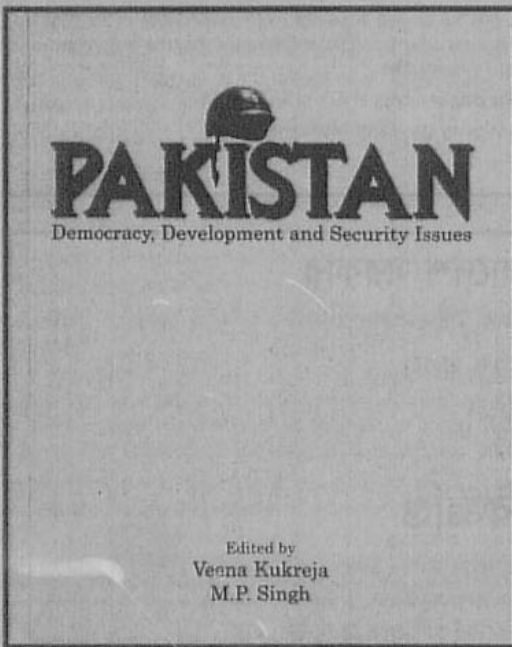 PAKISTAN
Democracy, Development and Security Issues
Edited by
Veena Kukreja
M.P. Singh